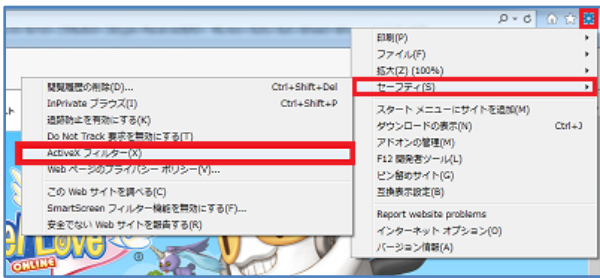 印刷(P)
ファイル(F)
拡大(Z) (100%)
セーフティ(S)
スタート メニューにサイトを追加(M)
ダウンロードの表示(N) Ctrl+J
アドオンの管理(M)
F12 開発者ツール(L)
ピン留めサイト(G)
互換表示設定(B)
Report website problems
インターネット オプション(O)
バージョン情報(A)
閲覧履歴の削除(D)... Ctrl+Shift+Del
InPrivate ブラウズ(I) Ctrl+Shift+P
追跡防止を有効にする(K)
Do Not Track 要求を無効にする(T)
ActiveX フィルター(X)
Web ページのプライバシー ポリシー(V)...
この Web サイトを調べる(C)
SmartScreen フィルター機能を無効にする(F)...
安全でない Web サイトを報告する(R)
el Love
ONLINE